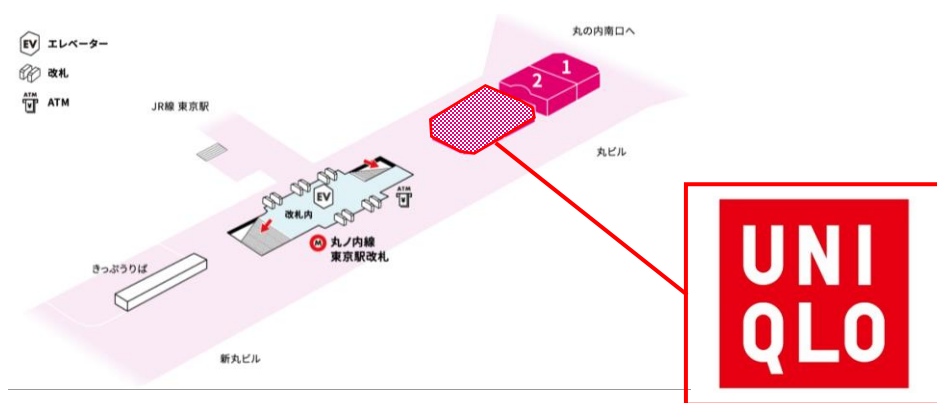 EV エレベーター
改札
ATM
¥
ATM
JR線 東京駅
丸の内南口へ
1
2
丸ビル
EV
改札内
ATM
¥
M 丸ノ内線
東京駅改札
きっぷうりば
新丸ビル
UNI
QLO